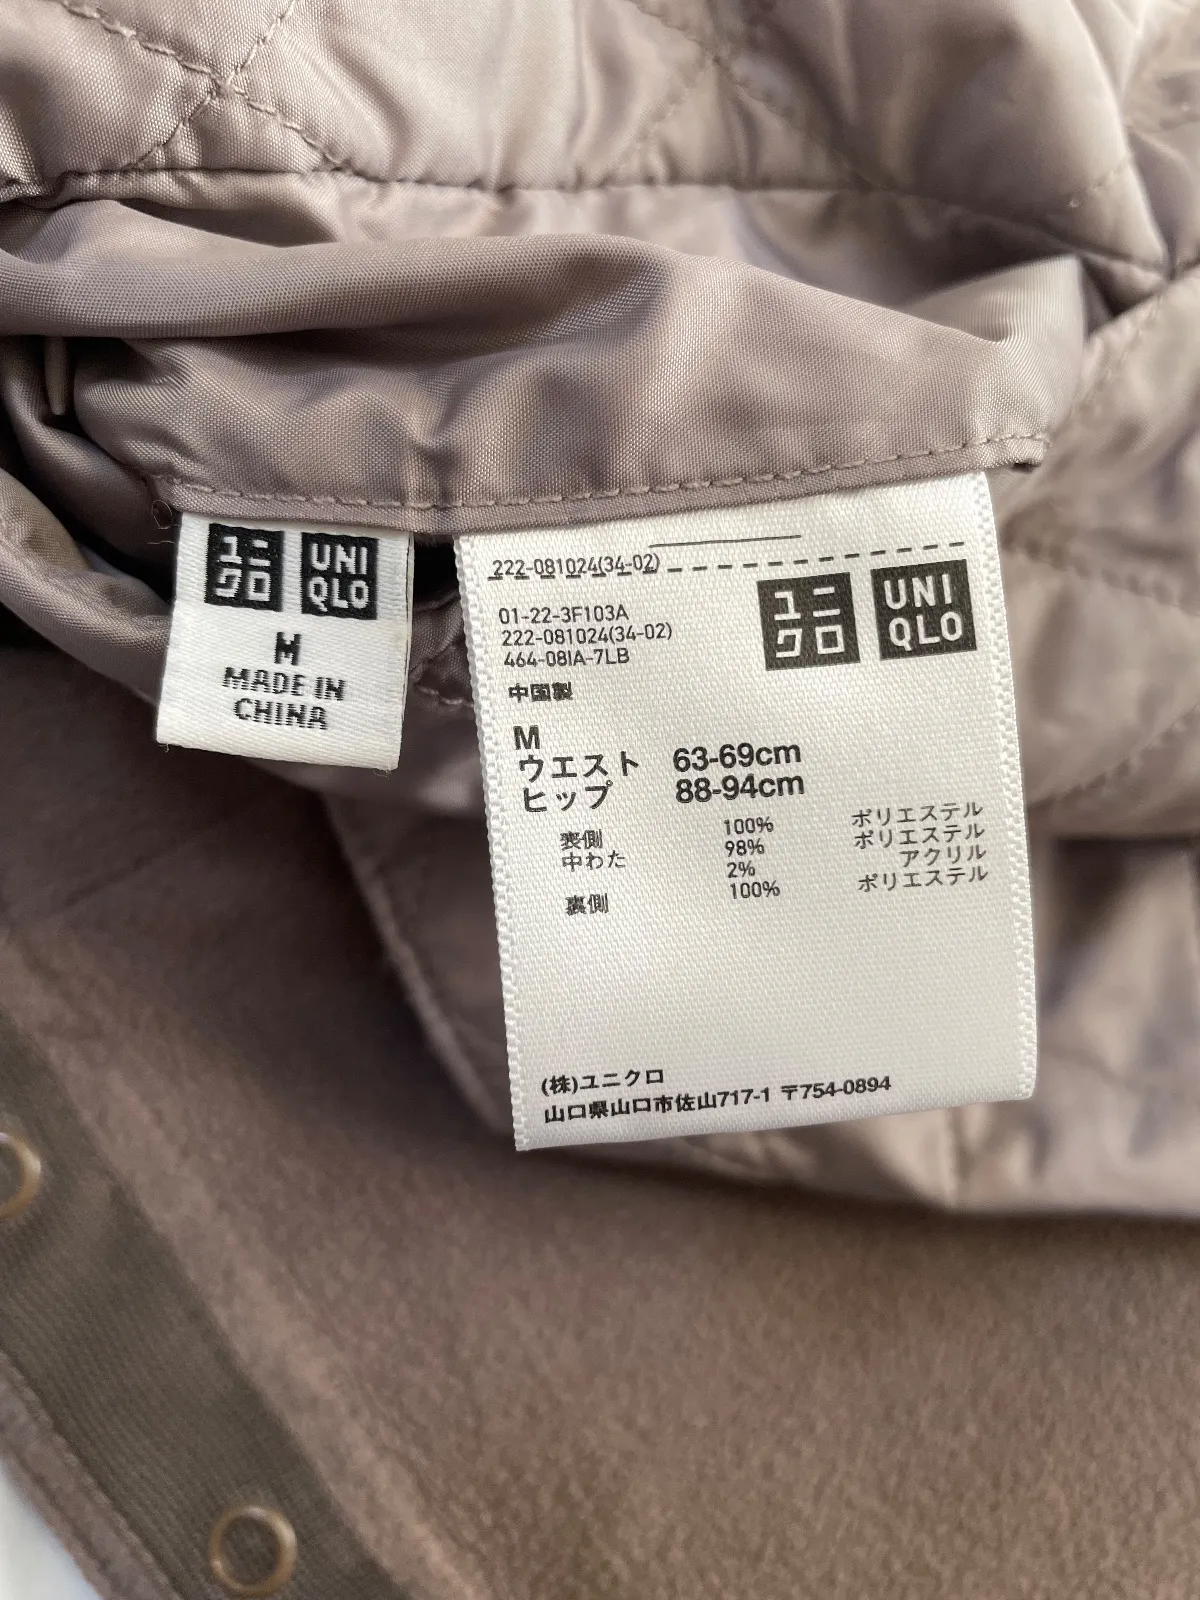 ユニ
クロ
UNI
QLO
M
MADE IN
CHINA
222-081024(34-02)
ユニ
クロ
UNI
QLO
01-22-3F103A
222-081024(34-02)
464-08IA-7LB
中国製
M
ウエスト 63-69cm
ヒップ 88-94cm
表側 100% ポリエステル
中わた 98% ポリエステル
2% アクリル
裏側 100% ポリエステル
(株)ユニクロ
山口県山口市佐山717-1 〒754-0894